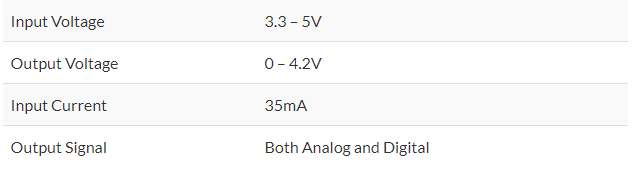 Input Voltage 3.3 – 5V
Output Voltage 0 – 4.2V
Input Current 35mA
Output Signal Both Analog and Digital